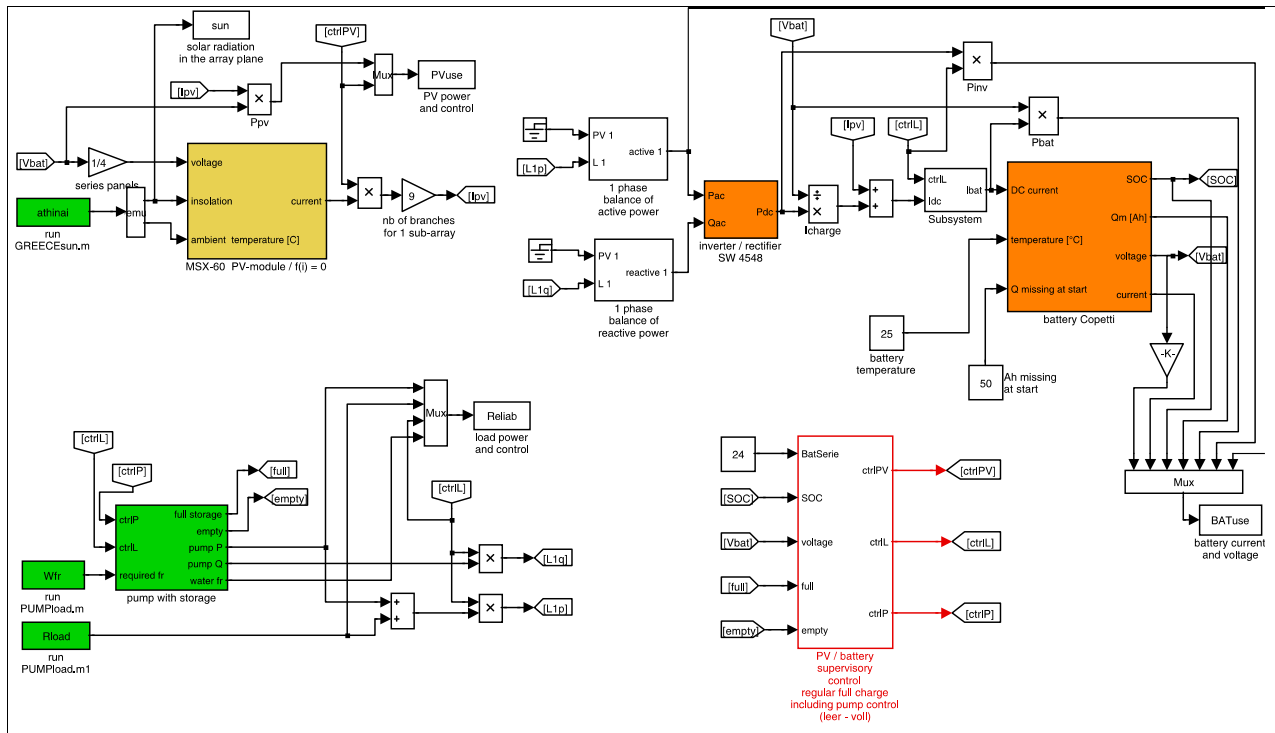 sun
solar radiation
in the array plane
[ctrlPV]
Mux
PVuse
PV power
and control
[Ipv]
×
Ppv
[Vbat]
1/4
series panels
voltage
insolation
ambient temperature [C]
current
MSX-60 PV-module / f(i) = 0
athinai
run
GREECEsun.m
emu
×
9
nb of branches
for 1 sub-array
[Ipv]
PV 1
L 1
active 1
[L1p]
1 phase
balance of
active power
PV 1
L 1
reactive 1
[L1q]
1 phase
balance of
reactive power
Pac
Qac
Pdc
inverter / rectifier
SW 4548
[Vbat]
÷
×
Icharge
[Ipv]
+
+
[ctrlL]
ctrlL
Idc
Ibat
Subsystem
×
Pinv
×
Pbat
DC current
temperature [°C]
Q missing at start
SOC
Qm [Ah]
voltage
current
battery Copetti
[SOC]
[Vbat]
25
battery
temperature
50
Ah missing
at start
-K-
Mux
BATuse
battery current
and voltage
[ctrlL]
[ctrlP]
ctrlP
ctrlL
required fr
full storage
empty
pump P
pump Q
water fr
pump with storage
[full]
[empty]
Wfr
run
PUMPload.m
Rload
run
PUMPload.m1
Mux
Reliab
load power
and control
[ctrlL]
×
[L1q]
+
+
×
[L1p]
24
[SOC]
[Vbat]
[full]
[empty]
BatSerie
SOC
voltage
full
empty
ctrlPV
ctrlL
ctrlP
[ctrlPV]
[ctrlL]
[ctrlP]
PV / battery
supervisory
control
regular full charge
including pump control
(leer - voll)